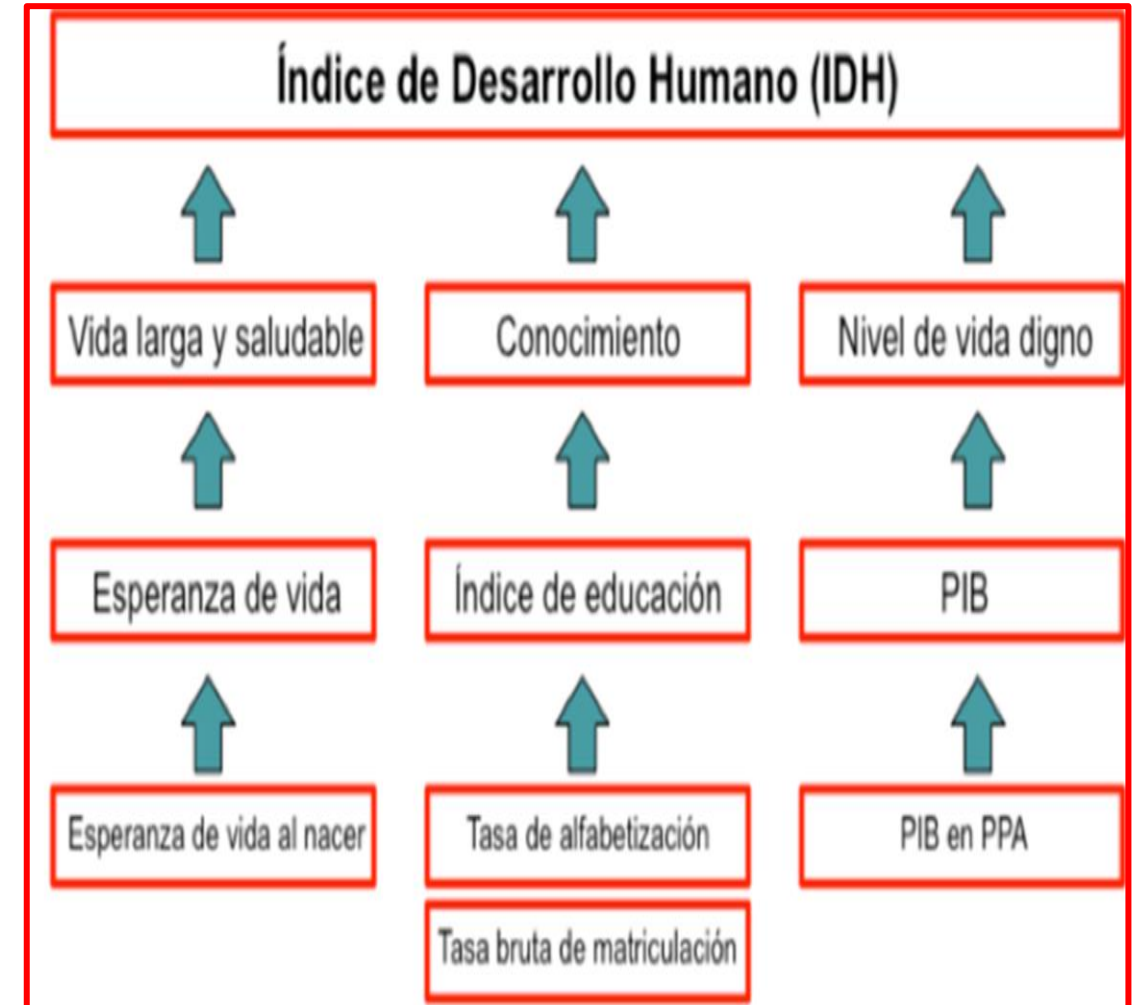 Índice de Desarrollo Humano (IDH)
Vida larga y saludable
Conocimiento
Nivel de vida digno
Esperanza de vida
Índice de educación
PIB
Esperanza de vida al nacer
Tasa de alfabetización
PIB en PPA
Tasa bruta de matriculación